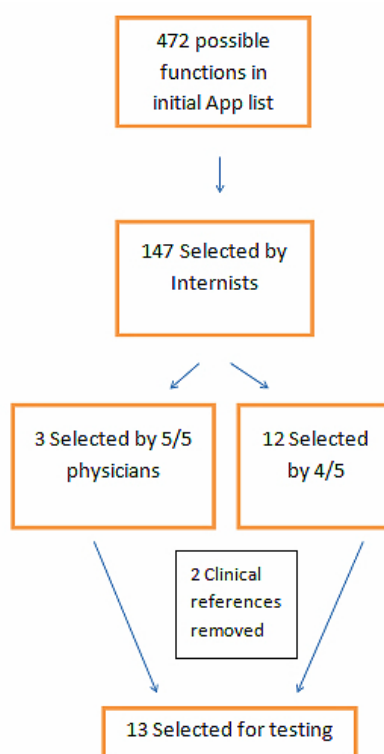 472 possible
functions in
initial App list
147 Selected by
Internists
3 Selected by 5/5
physicians
12 Selected
by 4/5
2 Clinical
references
removed
13 Selected for testing